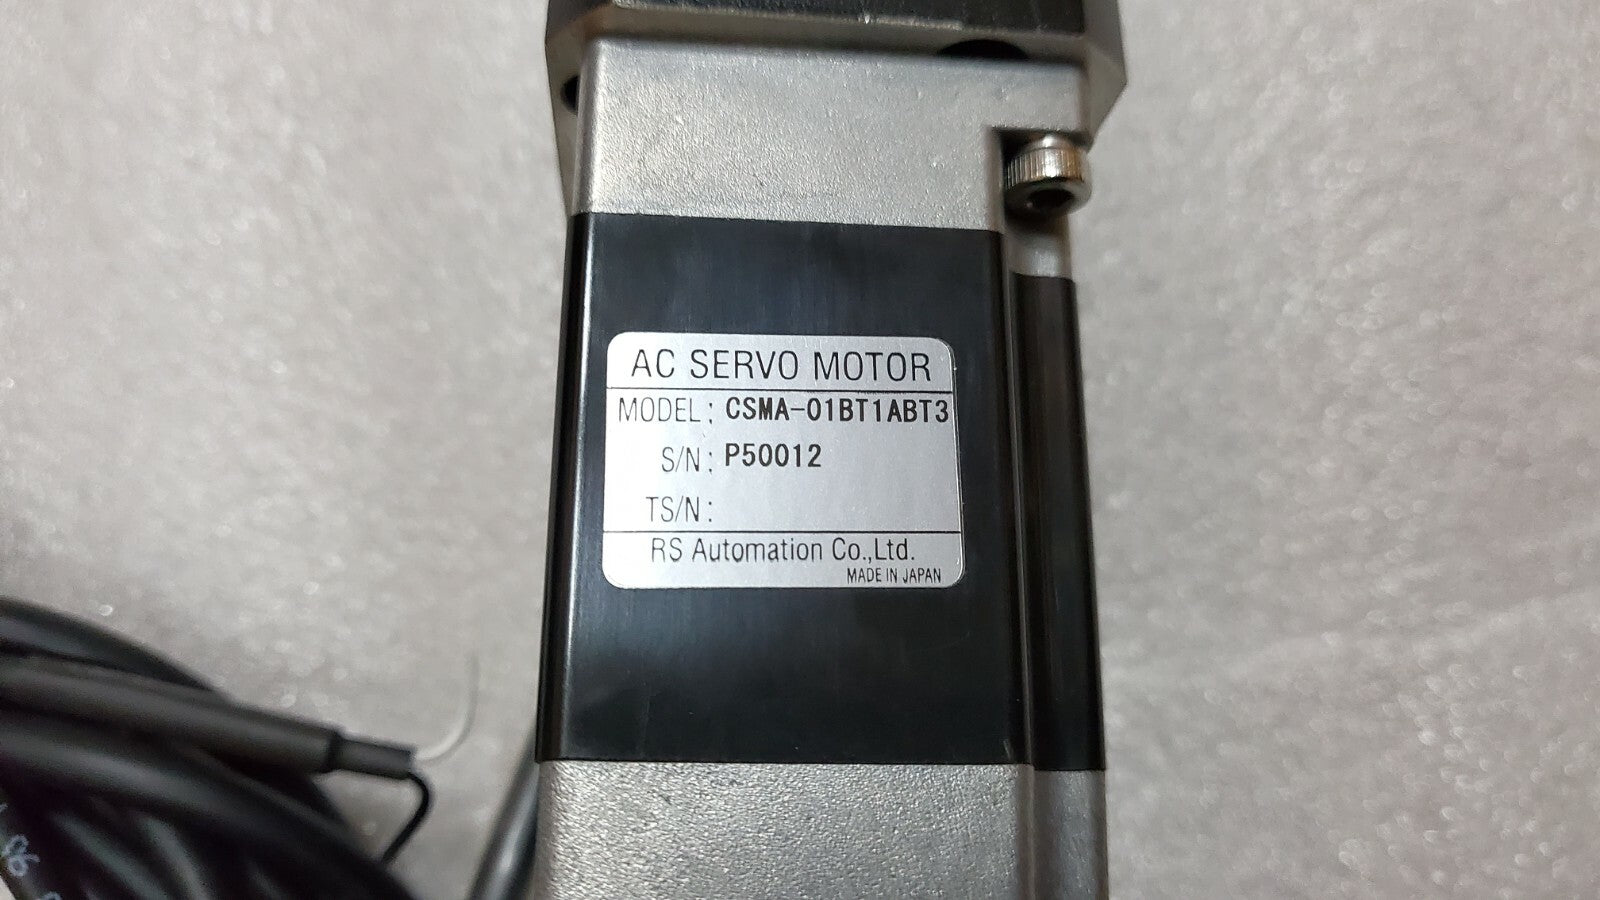 AC SERVO MOTOR
MODEL: CSMA-01BT1ABT3
S/N: P50012
TS/N:
RS Automation Co.,Ltd.
MADE IN JAPAN